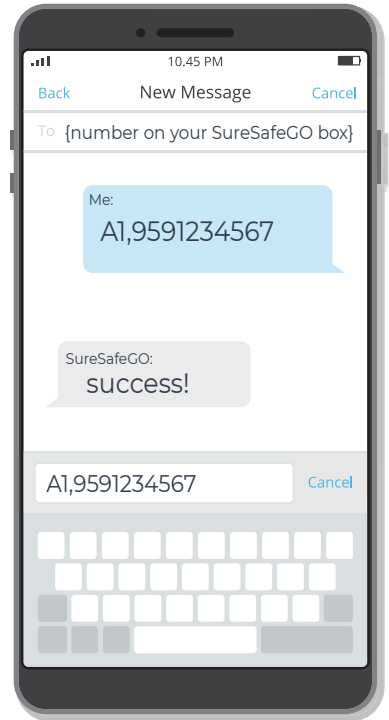 10.45 PM
Back New Message Cancel
To {number on your SureSafeGO box}
Me:
A1,9591234567
SureSafeGO:
success!
A1,9591234567 Cancel